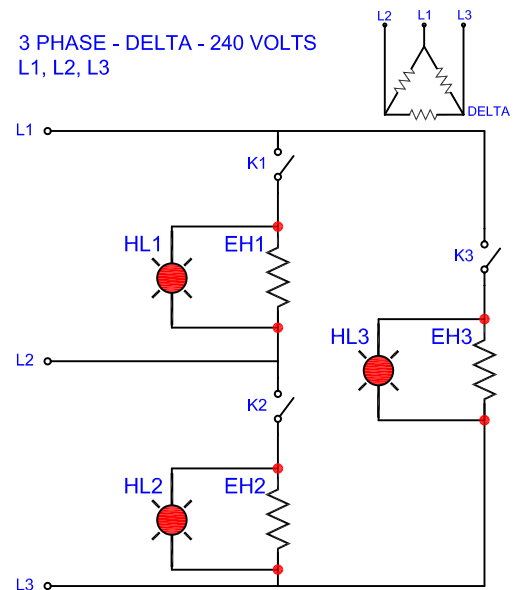 L2 L1 L3
3 PHASE - DELTA - 240 VOLTS
L1, L2, L3
DELTA
L1
K1
HL1 EH1
K3
L2
HL3 EH3
K2
HL2 EH2
L3